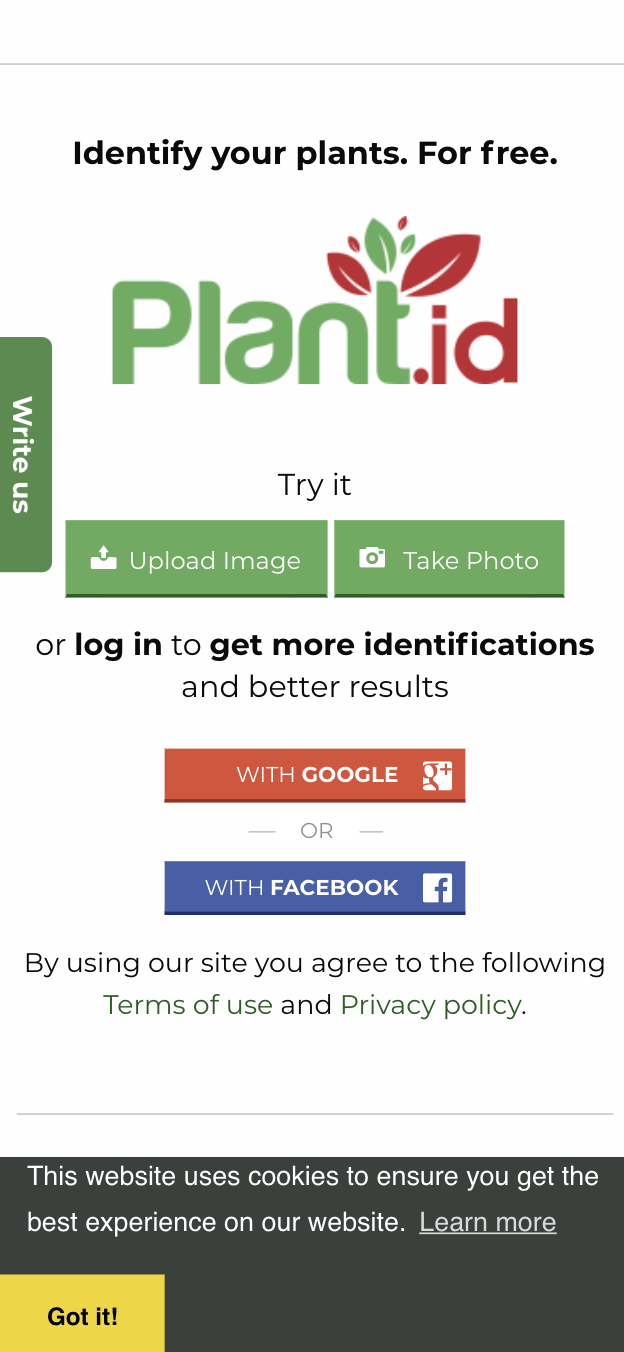 Identify your plants. For free.
Plant.id
Write us
Try it
Upload Image
Take Photo
or log in to get more identifications
and better results
WITH GOOGLE g+
OR
WITH FACEBOOK f
By using our site you agree to the following
Terms of use and Privacy policy.
This website uses cookies to ensure you get the
best experience on our website. Learn more
Got it!